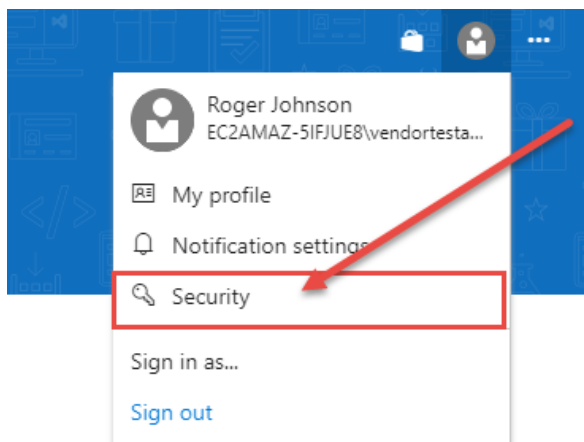 Roger Johnson
EC2AMAZ-5IFJUE8\vendortesta...
My profile
Notification settings
Security
Sign in as...
Sign out